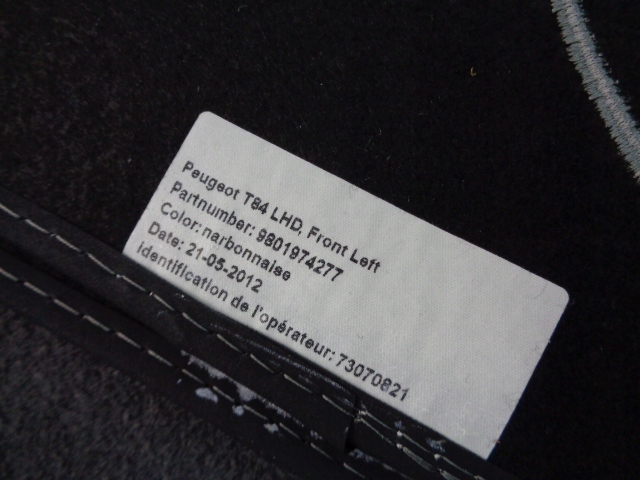 Peugeot T84 LHD, Front Left
Partnumber: 9801974277
Color: narbonnaise
Date: 21-05-2012
Identification de l'opérateur: 73070821